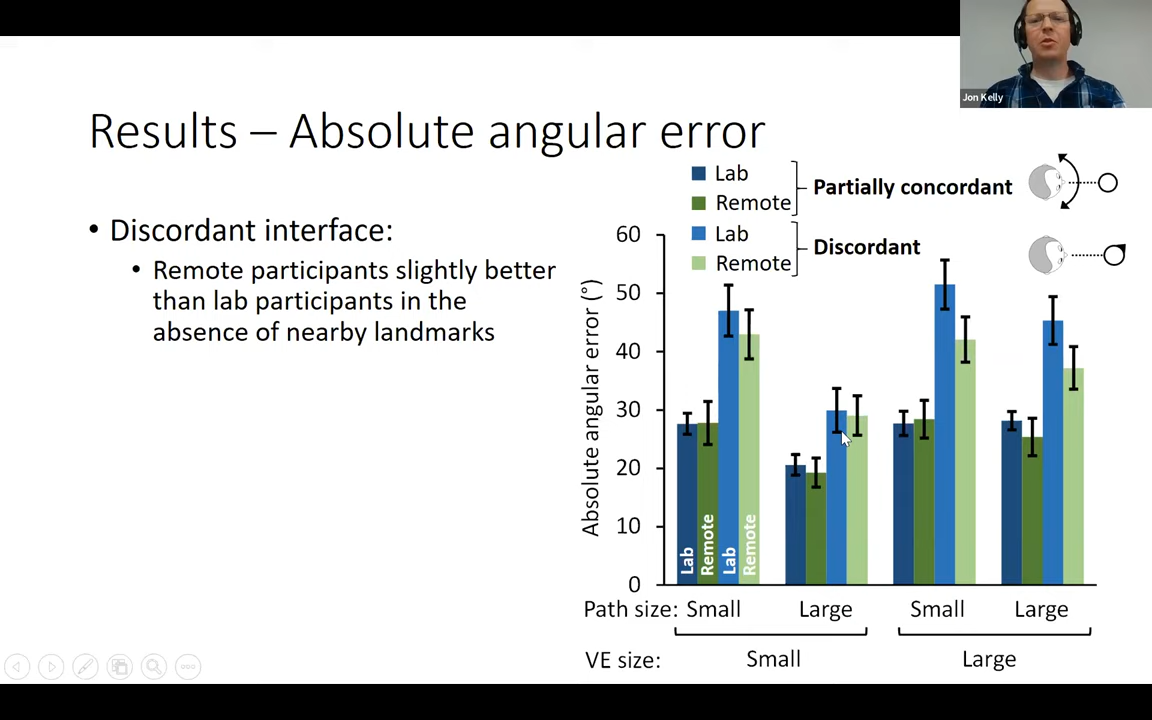 Jon Kelly
Results – Absolute angular error
• Discordant interface:
• Remote participants slightly better
than lab participants in the
absence of nearby landmarks
Lab
Remote
Partially concordant
Lab
Remote
Discordant
Absolute angular error (°)
60
50
40
30
20
10
0
Lab
Remote
Lab
Remote
Path size: Small Large Small Large
VE size: Small Large